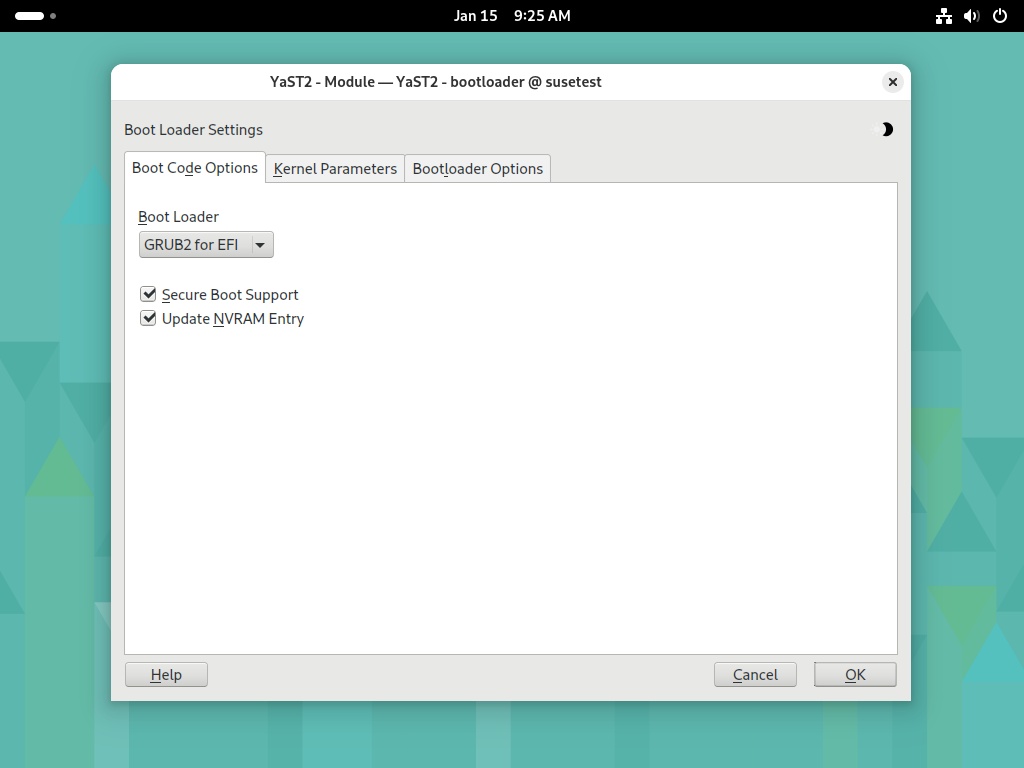 Jan 15 9:25 AM
YaST2 - Module — YaST2 - bootloader @ susetest
Boot Loader Settings
Boot Code Options Kernel Parameters Bootloader Options
Boot Loader
GRUB2 for EFI
Secure Boot Support
Update NVRAM Entry
Help Cancel OK